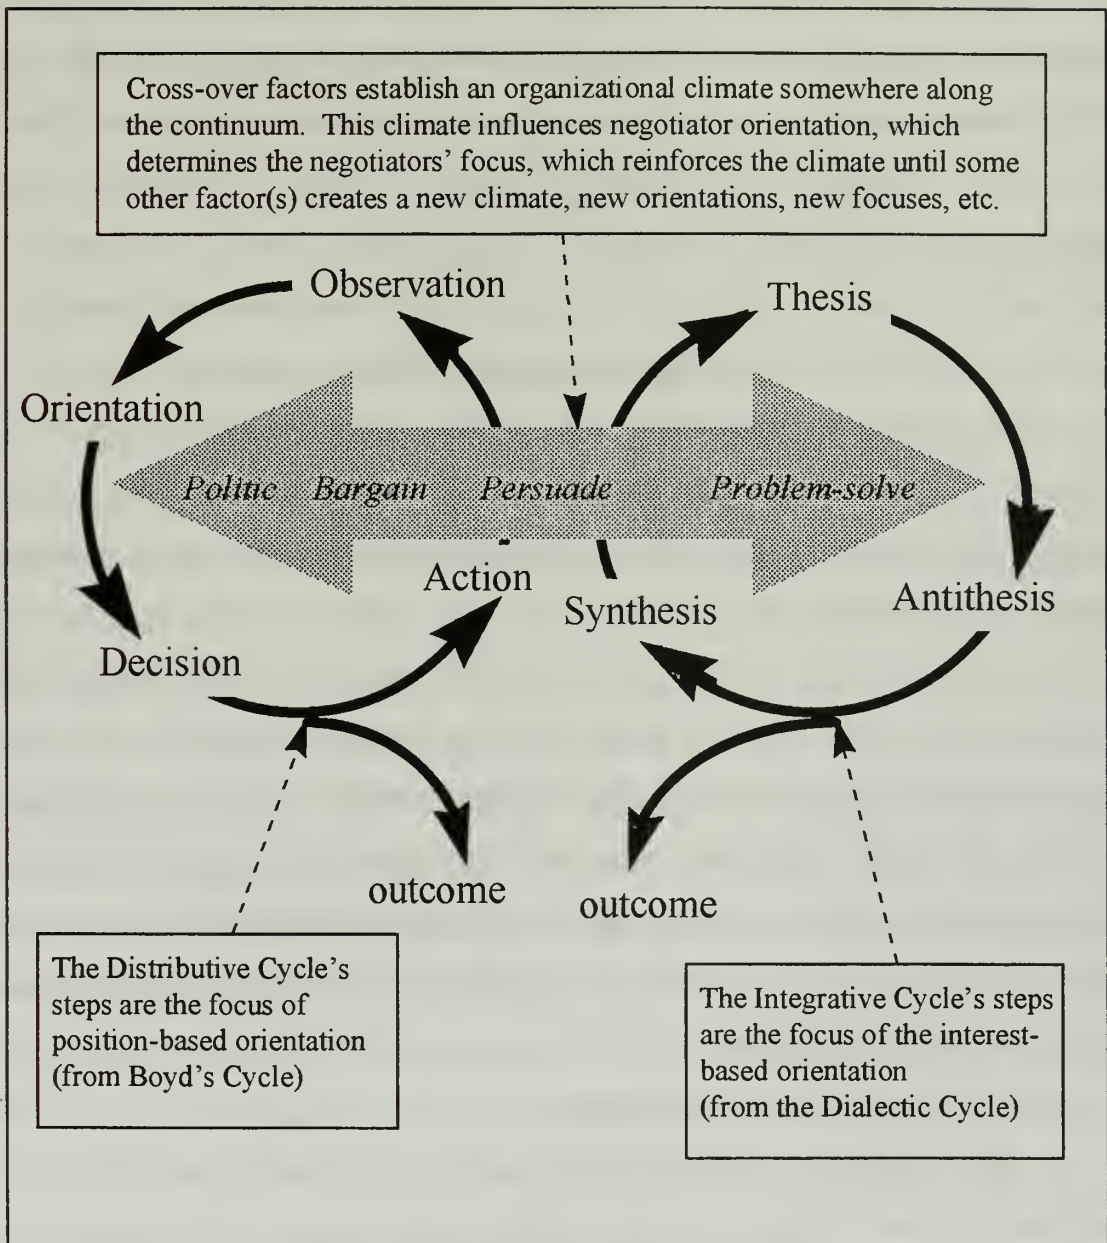 Cross-over factors establish an organizational climate somewhere along
the continuum. This climate influences negotiator orientation, which
determines the negotiators' focus, which reinforces the climate until some
other factor(s) creates a new climate, new orientations, new focuses, etc.
Observation
Thesis
Orientation
Politic Bargain Persuade Problem-solve
Action
Synthesis
Antithesis
Decision
outcome
outcome
The Distributive Cycle's
steps are the focus of
position-based orientation
(from Boyd's Cycle)
The Integrative Cycle's steps
are the focus of the interest-
based orientation
(from the Dialectic Cycle)